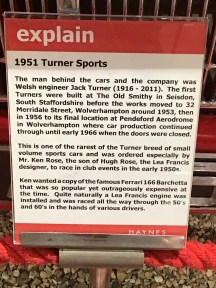 explain
1951 Turner Sports
The man behind the cars and the company was
Welsh engineer Jack Turner (1916 - 2011). The first
Turners were built at The Old Smithy in Seisdon,
South Staffordshire before the works moved to 32
Merridale Street, Wolverhampton around 1953, then
in 1956 to its final location at Pendeford Aerodrome
in Wolverhampton where car production continued
through until early 1966 when the doors were closed.
This is one of the rarest of the Turner breed of small
volume sports cars and was ordered especially by
Mr. Ken Rose, the son of Hugh Rose, the Lea Francis
designer, to race in club events in the early 1950s.
Ken wanted a copy of the famous Ferrari 166 Barchetta
that was so popular yet outrageously expensive at
the time. Quite naturally a Lea Francis engine was
installed and was raced all the way through the 50's
and 60's in the hands of various drivers.
HAYNES